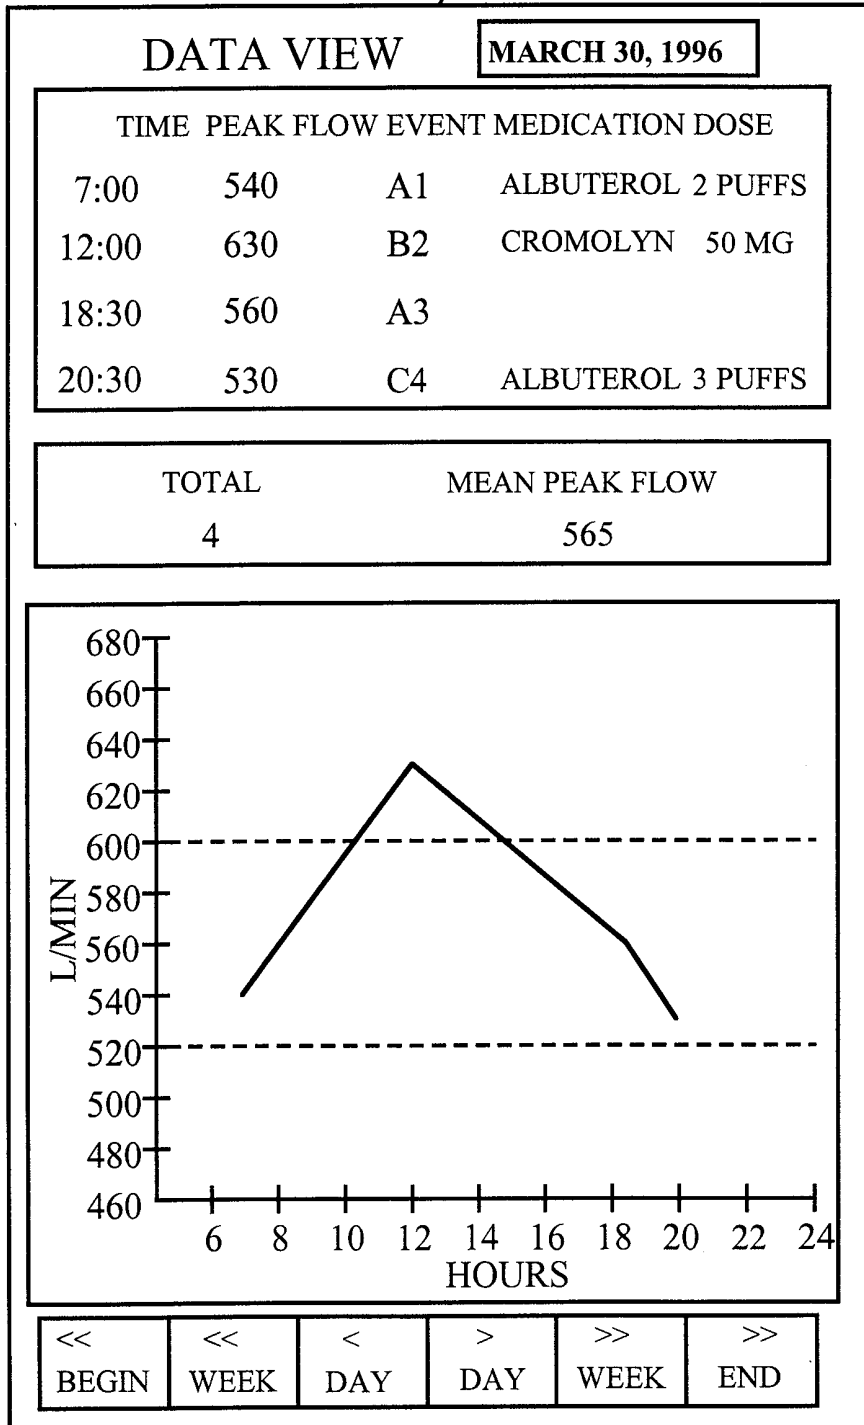 DATA VIEW MARCH 30, 1996
TIME PEAK FLOW EVENT MEDICATION DOSE
7:00 540 A1 ALBUTEROL 2 PUFFS
12:00 630 B2 CROMOLYN 50 MG
18:30 560 A3
20:30 530 C4 ALBUTEROL 3 PUFFS
TOTAL MEAN PEAK FLOW
4 565
680
660
640
620
600
580
560
540
520
500
480
460
L/MIN
6 8 10 12 14 16 18 20 22 24
HOURS
<< << < > >> >>
BEGIN WEEK DAY DAY WEEK END